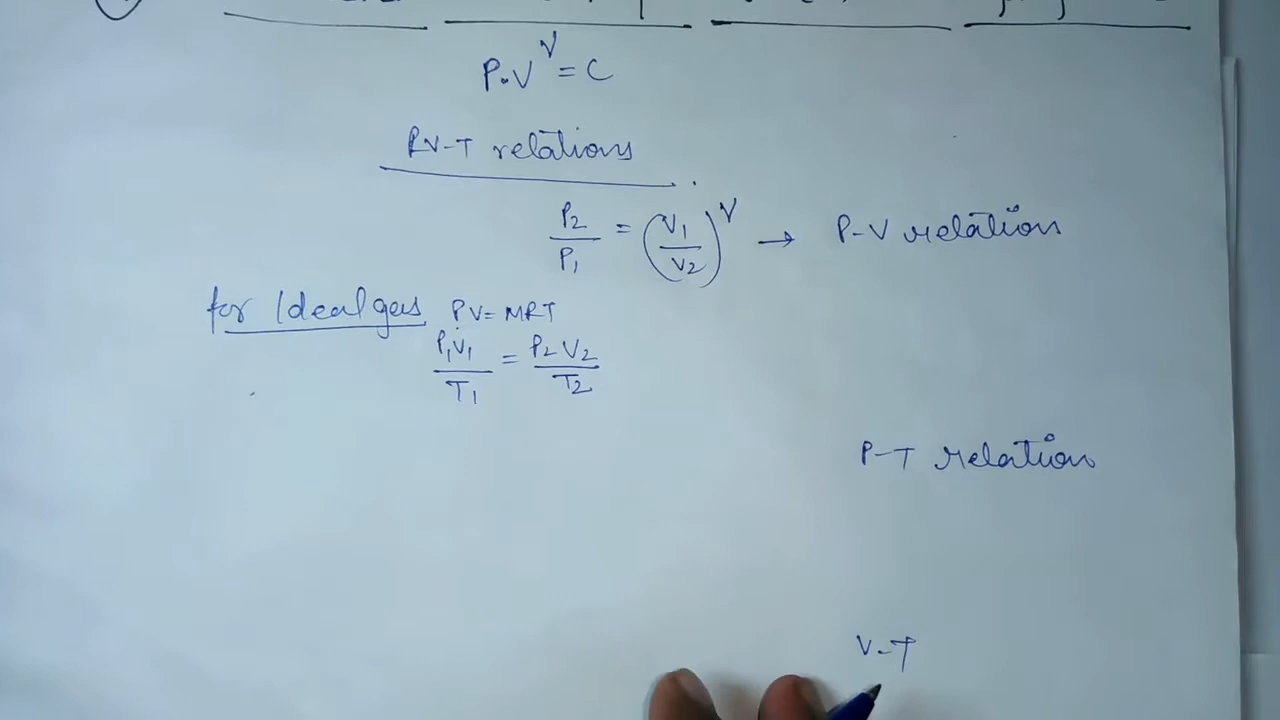 P.V^γ = C
PV-T relations
P2/P1 = (V1/V2)^γ → P-V relation
for Ideal gas PV = MRT
P1V1/T1 = P2V2/T2
P-T relation
V-T